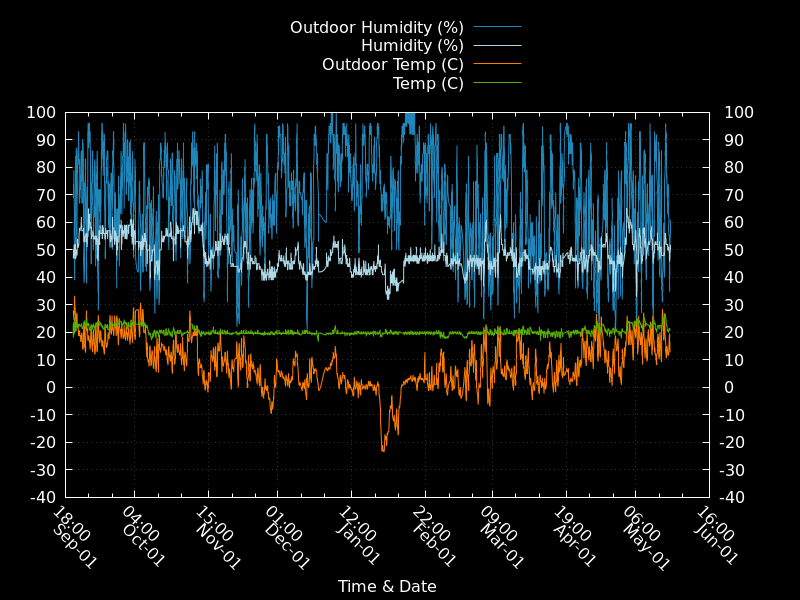 Outdoor Humidity (%)
Humidity (%)
Outdoor Temp (C)
Temp (C)
100 100
90 90
80 80
70 70
60 60
50 50
40 40
30 30
20 20
10 10
0 0
-10 -10
-20 -20
-30 -30
-40 -40
18:00 Sep-01
04:00 Oct-01
15:00 Nov-01
01:00 Dec-01
12:00 Jan-01
22:00 Feb-01
09:00 Mar-01
19:00 Apr-01
06:00 May-01
16:00 Jun-01
Time & Date